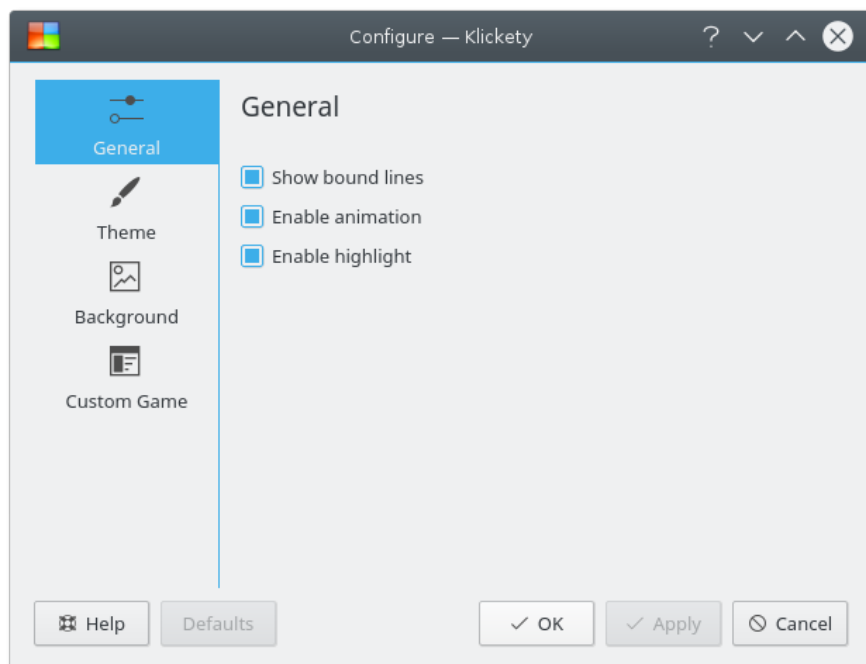 Configure — Klickety
General
Theme
Background
Custom Game
General
Show bound lines
Enable animation
Enable highlight
Help
Defaults
OK
Apply
Cancel